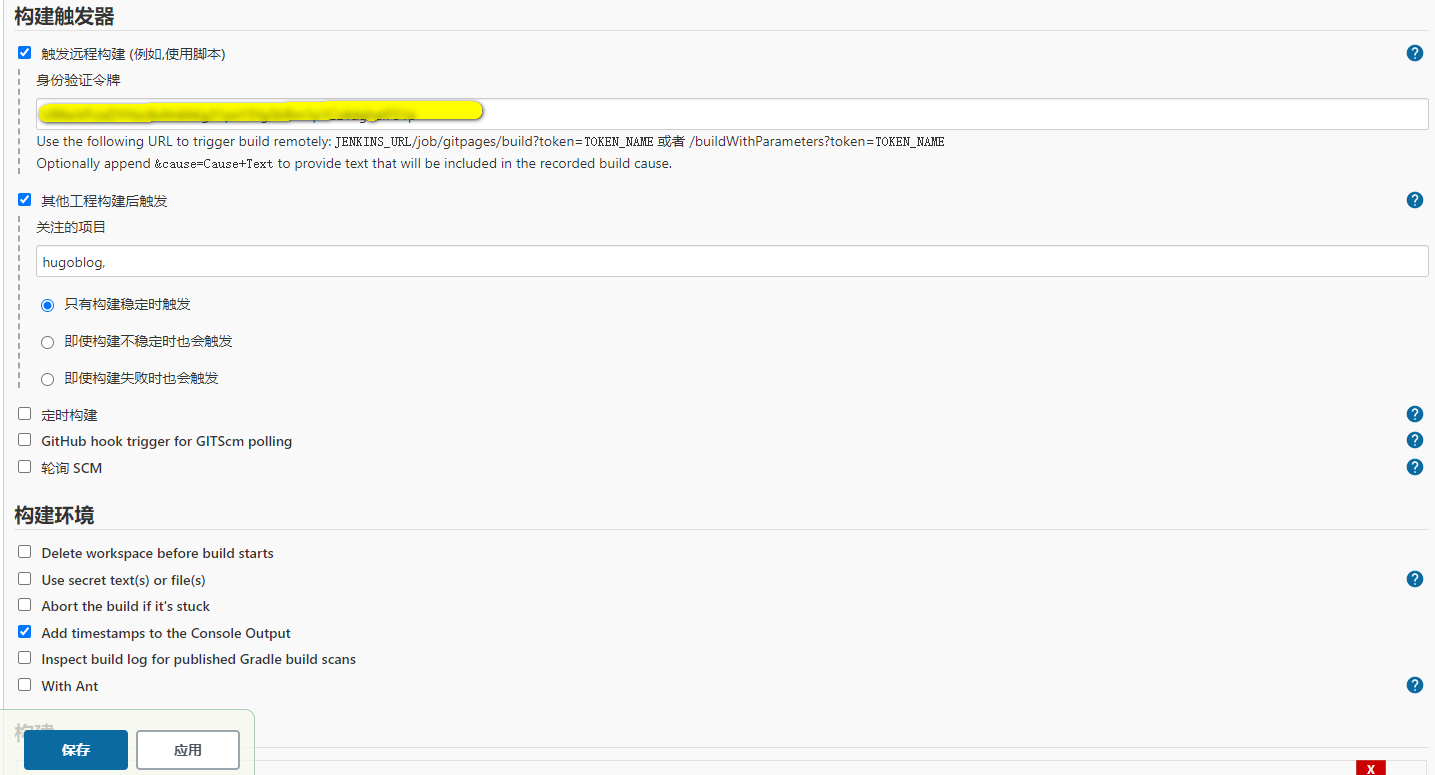 构建触发器
触发远程构建 (例如,使用脚本)
身份验证令牌
Use the following URL to trigger build remotely: JENKINS_URL/job/gitpages/build?token=TOKEN_NAME 或者 /buildWithParameters?token=TOKEN_NAME
Optionally append &cause=Cause+Text to provide text that will be included in the recorded build cause.
其他工程构建后触发
关注的项目
hugoblog,
只有构建稳定时触发
即使构建不稳定时也会触发
即使构建失败时也会触发
定时构建
GitHub hook trigger for GITScm polling
轮询 SCM
构建环境
Delete workspace before build starts
Use secret text(s) or file(s)
Abort the build if it's stuck
Add timestamps to the Console Output
Inspect build log for published Gradle build scans
With Ant
构建
保存 应用
X